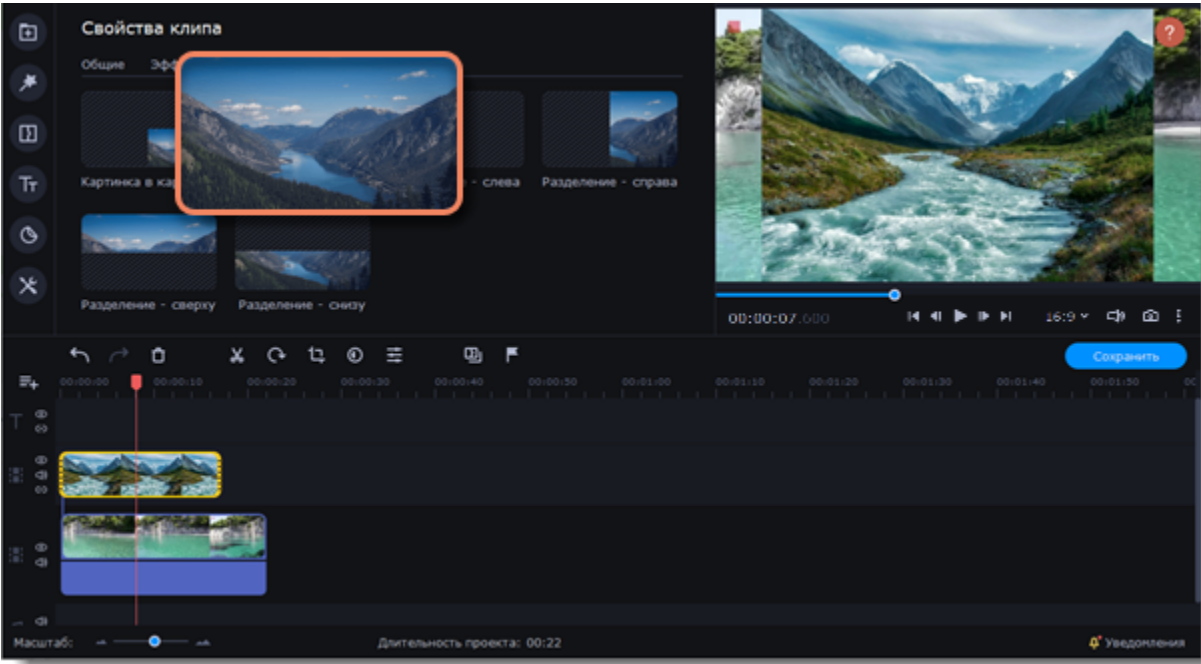 Свойства клипа
Общие Эфф
Картинка в ка - слева Разделение - справа
Разделение - сверху Разделение - снизу
?
00:00:07.600 16:9
Сохранить
00:00:00 00:00:10 00:00:20 00:00:30 00:00:40 00:00:50 00:01:00 00:01:10 00:01:20 00:01:30 00:01:40 00:01:50 00
Масштаб: Длительность проекта: 00:22 Уведомления